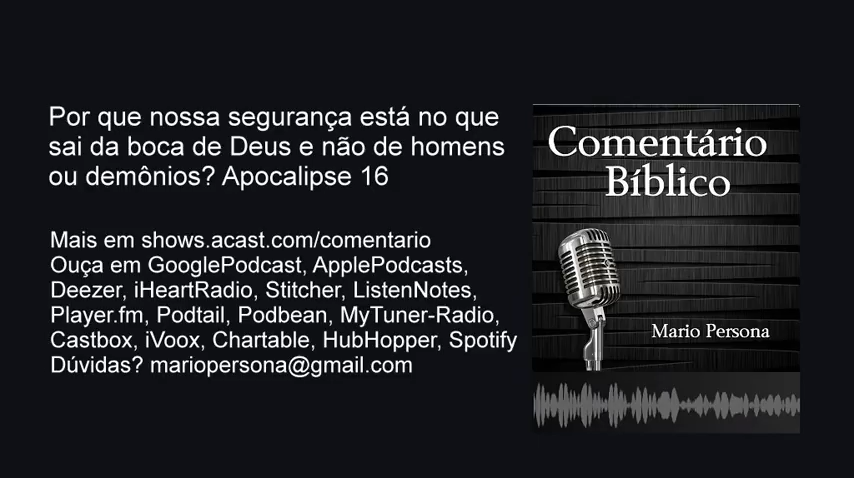 Por que nossa segurança está no que
sai da boca de Deus e não de homens
ou demônios? Apocalipse 16
Mais em shows.acast.com/comentario
Ouça em GooglePodcast, ApplePodcasts,
Deezer, iHeartRadio, Stitcher, ListenNotes,
Player.fm, Podtail, Podbean, MyTuner-Radio,
Castbox, iVoox, Chartable, HubHopper, Spotify
Dúvidas? mariopersona@gmail.com
Comentário
Bíblico
Mario Persona